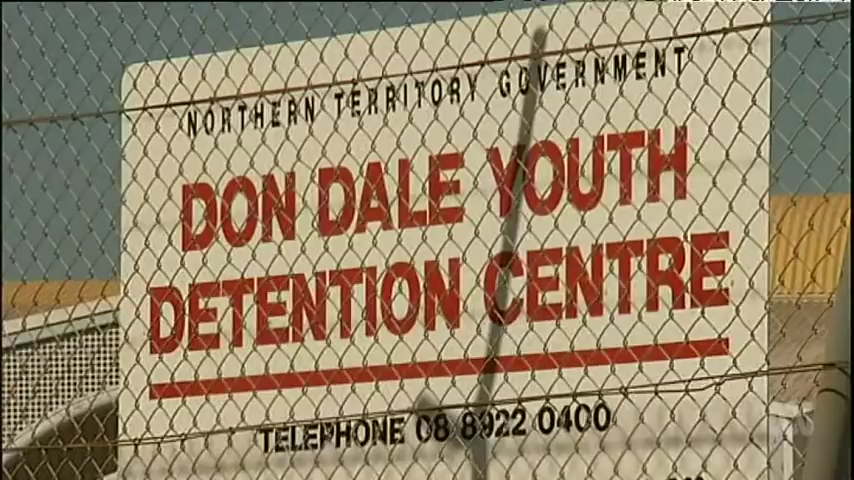 NORTHERN TERRITORY GOVERNMENT
DON DALE YOUTH
DETENTION CENTRE
TELEPHONE 08 8922 0400